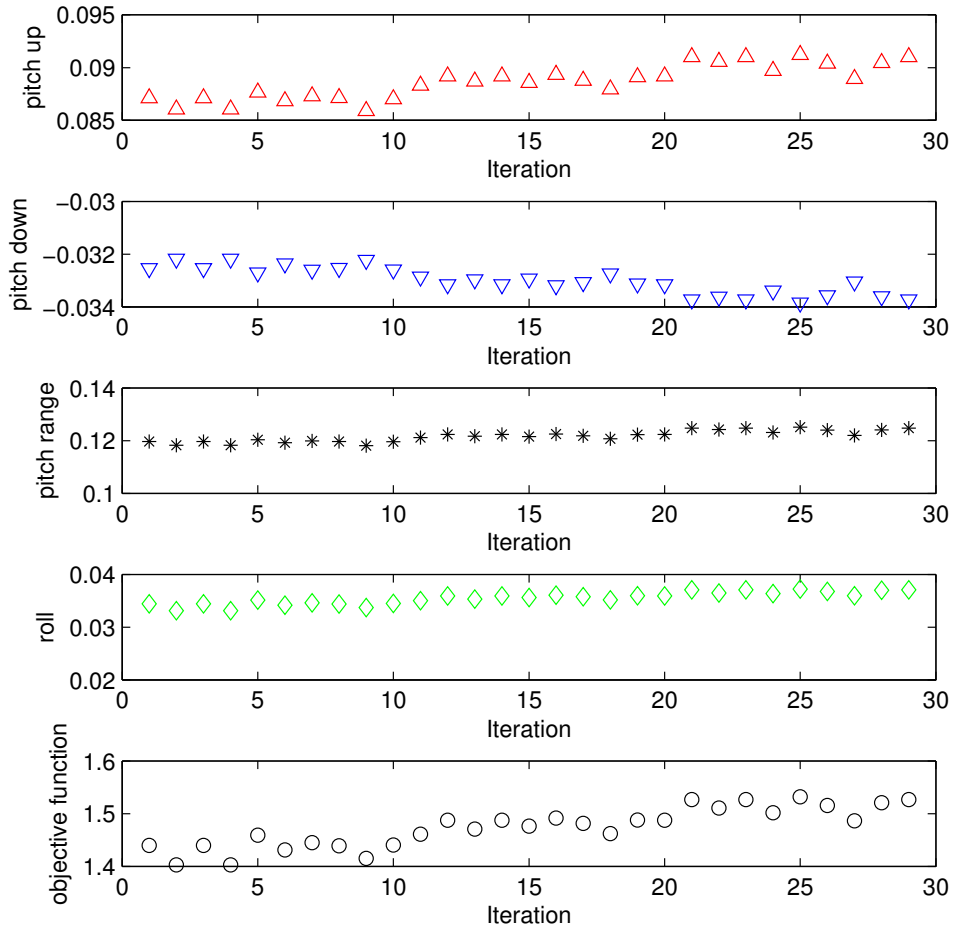 pitch up
0.095
0.09
0.085
0 5 10 15 20 25 30
Iteration
pitch down
−0.03
−0.032
−0.034
0 5 10 15 20 25 30
Iteration
pitch range
0.14
0.12
0.1
0 5 10 15 20 25 30
Iteration
roll
0.04
0.03
0.02
0 5 10 15 20 25 30
Iteration
objective function
1.6
1.5
1.4
0 5 10 15 20 25 30
Iteration